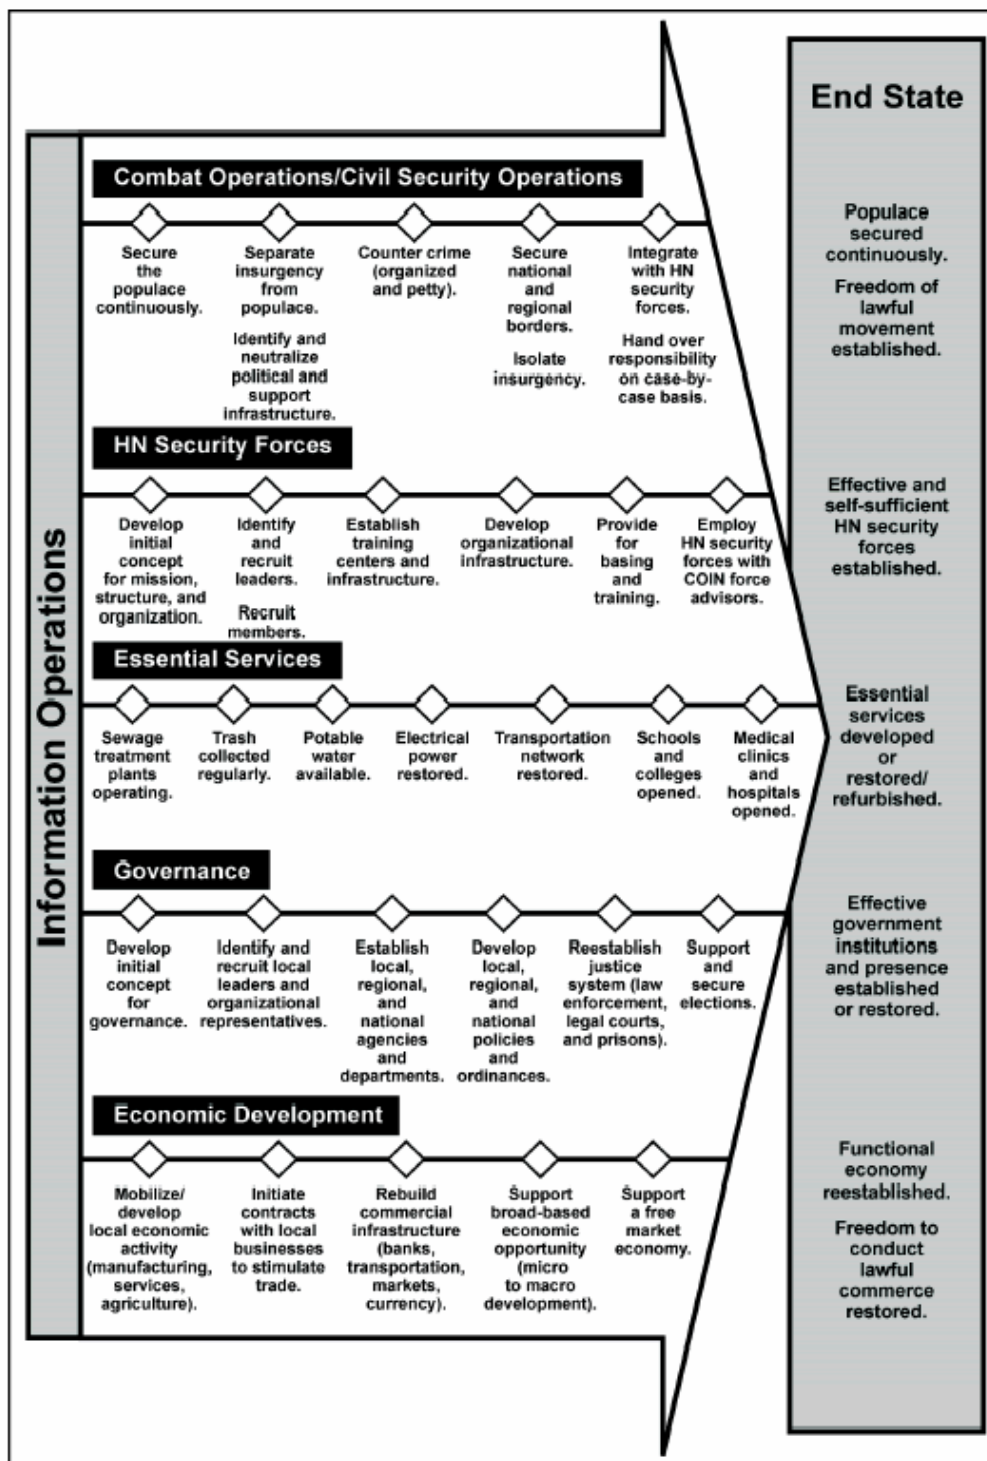 Information Operations
Combat Operations/Civil Security Operations
Secure
the
populace
continuously.
Separate
insurgency
from
populace.
Identify and
neutralize
political and
support
infrastructure.
Counter crime
(organized
and petty).
Secure
national
and
regional
borders.
Isolate
insurgency.
Integrate
with HN
security
forces.
Hand over
responsibility
on case-by-
case basis.
HN Security Forces
Develop
initial
concept
for mission,
structure, and
organization.
Identify
and
recruit
leaders.
Recruit
members.
Establish
training
centers and
infrastructure.
Develop
organizational
infrastructure.
Provide
for
basing
and
training.
Employ
HN security
forces with
COIN force
advisors.
Essential Services
Sewage
treatment
plants
operating.
Trash
collected
regularly.
Potable
water
available.
Electrical
power
restored.
Transportation
network
restored.
Schools
and
colleges
opened.
Medical
clinics
and
hospitals
opened.
Governance
Develop
initial
concept
for
governance.
Identify and
recruit local
leaders and
organizational
representatives.
Establish
local,
regional,
and
national
agencies
and
departments.
Develop
local,
regional,
and
national
policies
and
ordinances.
Reestablish
justice
system (law
enforcement,
legal courts,
and prisons).
Support
and
secure
elections.
Economic Development
Mobilize/
develop
local economic
activity
(manufacturing,
services,
agriculture).
Initiate
contracts
with local
businesses
to stimulate
trade.
Rebuild
commercial
infrastructure
(banks,
transportation,
markets,
currency).
Support
broad-based
economic
opportunity
(micro
to macro
development).
Support
a free
market
economy.
End State
Populace
secured
continuously.
Freedom of
lawful
movement
established.
Effective and
self-sufficient
HN security
forces
established.
Essential
services
developed
or
restored/
refurbished.
Effective
government
institutions
and presence
established
or restored.
Functional
economy
reestablished.
Freedom to
conduct
lawful
commerce
restored.